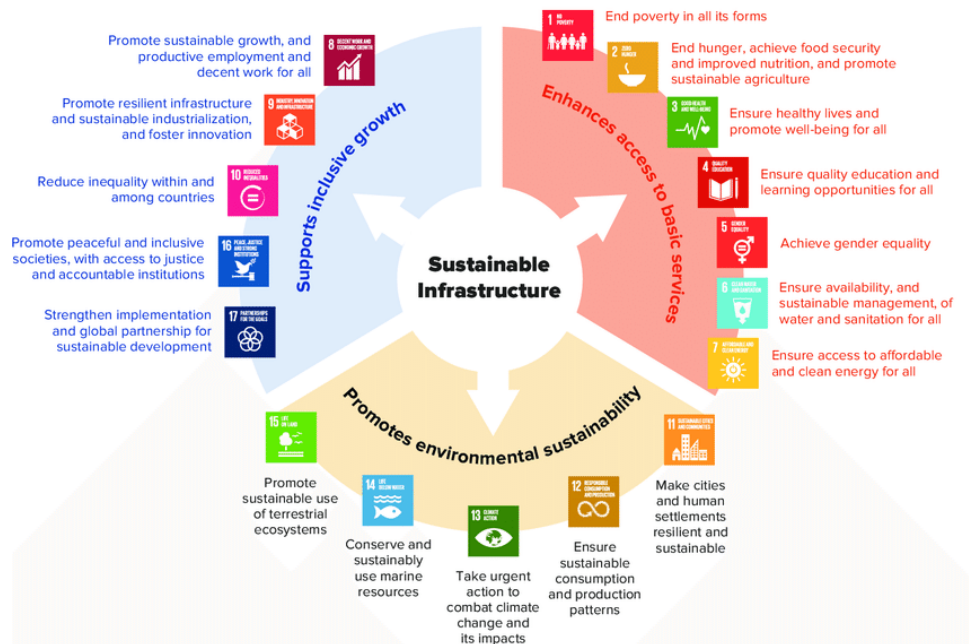 Sustainable
Infrastructure
Enhances access to basic services
1 NO
POVERTY
End poverty in all its forms
2 ZERO
HUNGER
End hunger, achieve food security
and improved nutrition, and promote
sustainable agriculture
3 GOOD HEALTH
AND WELL-BEING
Ensure healthy lives and
promote well-being for all
4 QUALITY
EDUCATION
Ensure quality education and
learning opportunities for all
5 GENDER
EQUALITY
Achieve gender equality
6 CLEAN WATER
AND SANITATION
Ensure availability, and
sustainable management, of
water and sanitation for all
7 AFFORDABLE AND
CLEAN ENERGY
Ensure access to affordable
and clean energy for all
Promotes environmental sustainability
11 SUSTAINABLE CITIES
AND COMMUNITIES
Make cities
and human
settlements
resilient and
sustainable
12 RESPONSIBLE
CONSUMPTION
AND PRODUCTION
Ensure
sustainable
consumption
and production
patterns
13 CLIMATE
ACTION
Take urgent
action to
combat climate
change and
its impacts
14 LIFE
BELOW WATER
Conserve and
sustainably
use marine
resources
15 LIFE
ON LAND
Promote
sustainable use
of terrestrial
ecosystems
Supports inclusive growth
8 DECENT WORK AND
ECONOMIC GROWTH
Promote sustainable growth, and
productive employment and
decent work for all
9 INDUSTRY, INNOVATION
AND INFRASTRUCTURE
Promote resilient infrastructure
and sustainable industrialization,
and foster innovation
10 REDUCED
INEQUALITIES
Reduce inequality within and
among countries
16 PEACE, JUSTICE
AND STRONG
INSTITUTIONS
Promote peaceful and inclusive
societies, with access to justice
and accountable institutions
17 PARTNERSHIPS
FOR THE GOALS
Strengthen implementation
and global partnership for
sustainable development